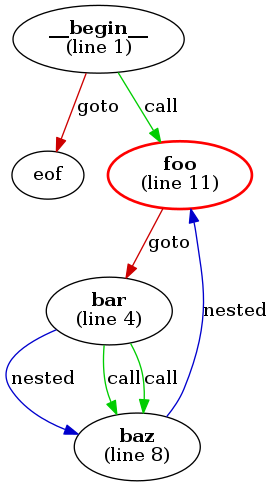 __begin__
(line 1)
goto
call
eof
foo
(line 11)
goto
bar
(line 4)
nested
nested
call
call
baz
(line 8)